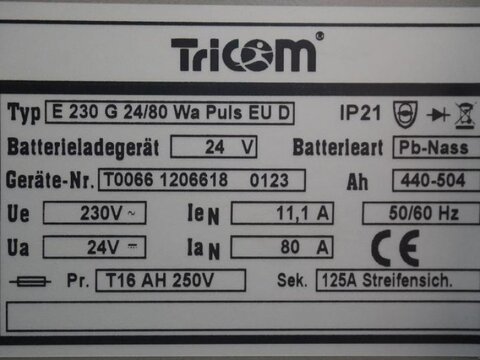 TriCOM®
Typ E 230 G 24/80 Wa Puls EU D IP21
Batterieladegerät 24 V Batterieart Pb-Nass
Geräte-Nr. T0066 1206618 0123 Ah 440-504
Ue 230V ~ Ie N 11,1 A 50/60 Hz
Ua 24V ⎓ Ia N 80 A CE
Pr. T16 AH 250V Sek. 125A Streifensich.